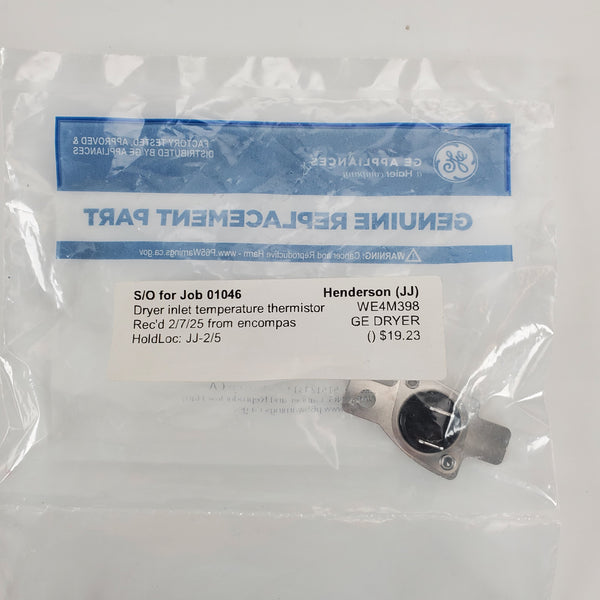 FACTORY TESTED, APPROVED &
DISTRIBUTED BY GE APPLIANCES
GE APPLIANCES
a Haier company
GENUINE REPLACEMENT PART
WARNING: Cancer and Reproductive Harm - www.P65Warnings.ca.gov
S/O for Job 01046 Henderson (JJ)
Dryer inlet temperature thermistor WE4M398
Rec'd 2/7/25 from encompas GE DRYER
HoldLoc: JJ-2/5 () $19.23